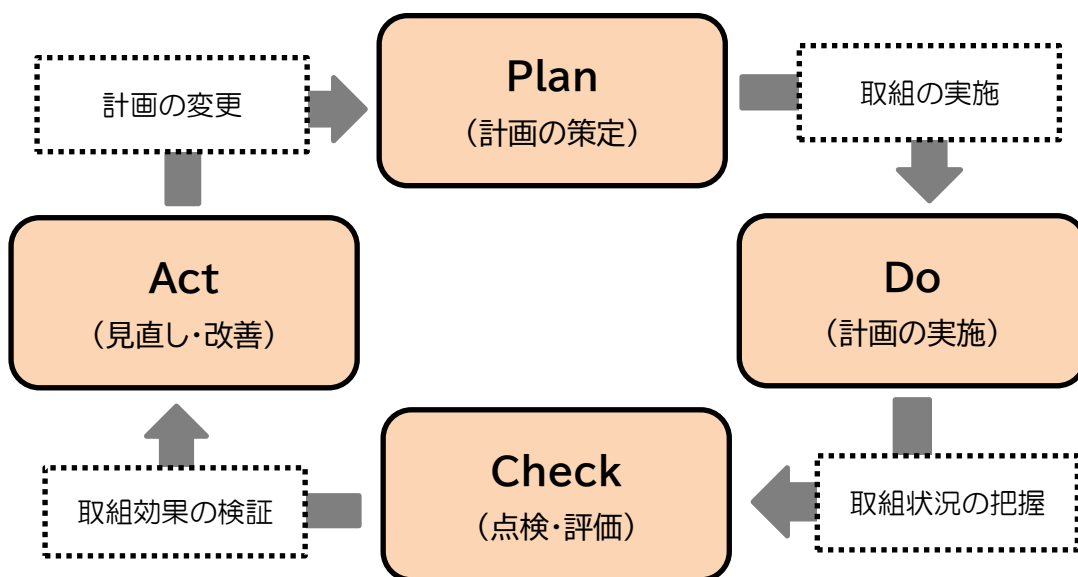 Plan
（計画の策定）
取組の実施
Do
（計画の実施）
取組状況の把握
Check
（点検・評価）
取組効果の検証
Act
（見直し・改善）
計画の変更